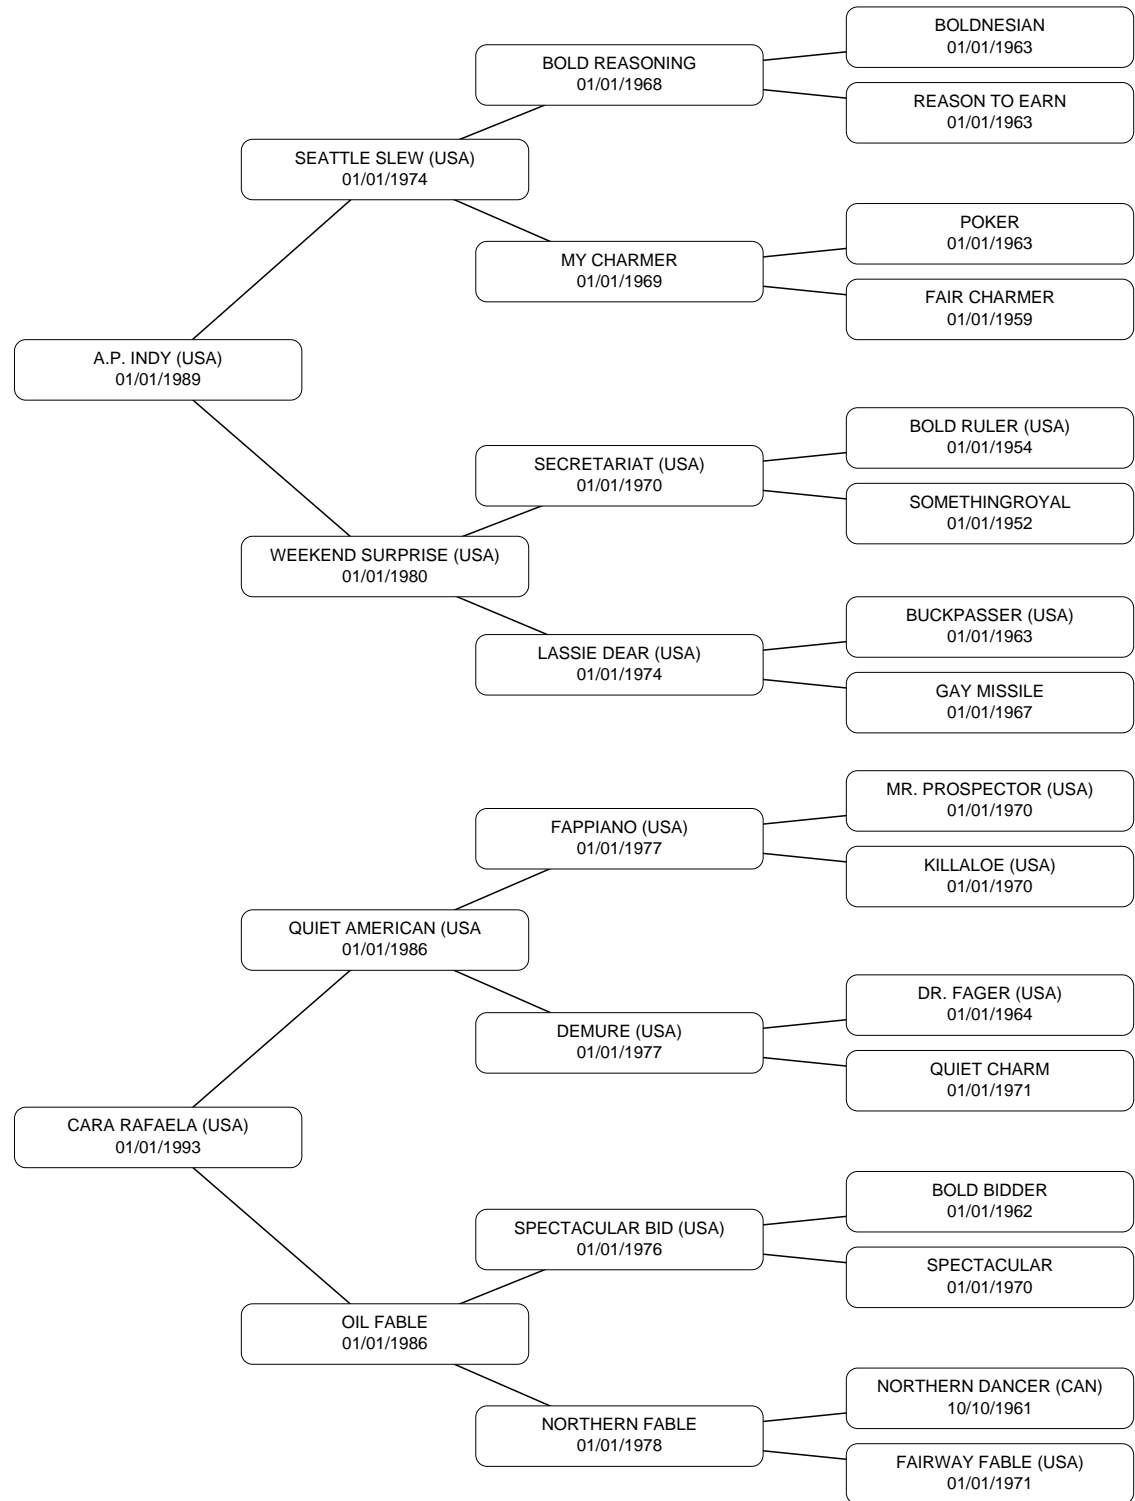 BOLDNESIAN
01/01/1963
BOLD REASONING
01/01/1968
REASON TO EARN
01/01/1963
SEATTLE SLEW (USA)
01/01/1974
POKER
01/01/1963
MY CHARMER
01/01/1969
FAIR CHARMER
01/01/1959
A.P. INDY (USA)
01/01/1989
BOLD RULER (USA)
01/01/1954
SECRETARIAT (USA)
01/01/1970
SOMETHINGROYAL
01/01/1952
WEEKEND SURPRISE (USA)
01/01/1980
BUCKPASSER (USA)
01/01/1963
LASSIE DEAR (USA)
01/01/1974
GAY MISSILE
01/01/1967
MR. PROSPECTOR (USA)
01/01/1970
FAPPIANO (USA)
01/01/1977
KILLALOE (USA)
01/01/1970
QUIET AMERICAN (USA
01/01/1986
DR. FAGER (USA)
01/01/1964
DEMURE (USA)
01/01/1977
QUIET CHARM
01/01/1971
CARA RAFAELA (USA)
01/01/1993
BOLD BIDDER
01/01/1962
SPECTACULAR BID (USA)
01/01/1976
SPECTACULAR
01/01/1970
OIL FABLE
01/01/1986
NORTHERN DANCER (CAN)
10/10/1961
NORTHERN FABLE
01/01/1978
FAIRWAY FABLE (USA)
01/01/1971